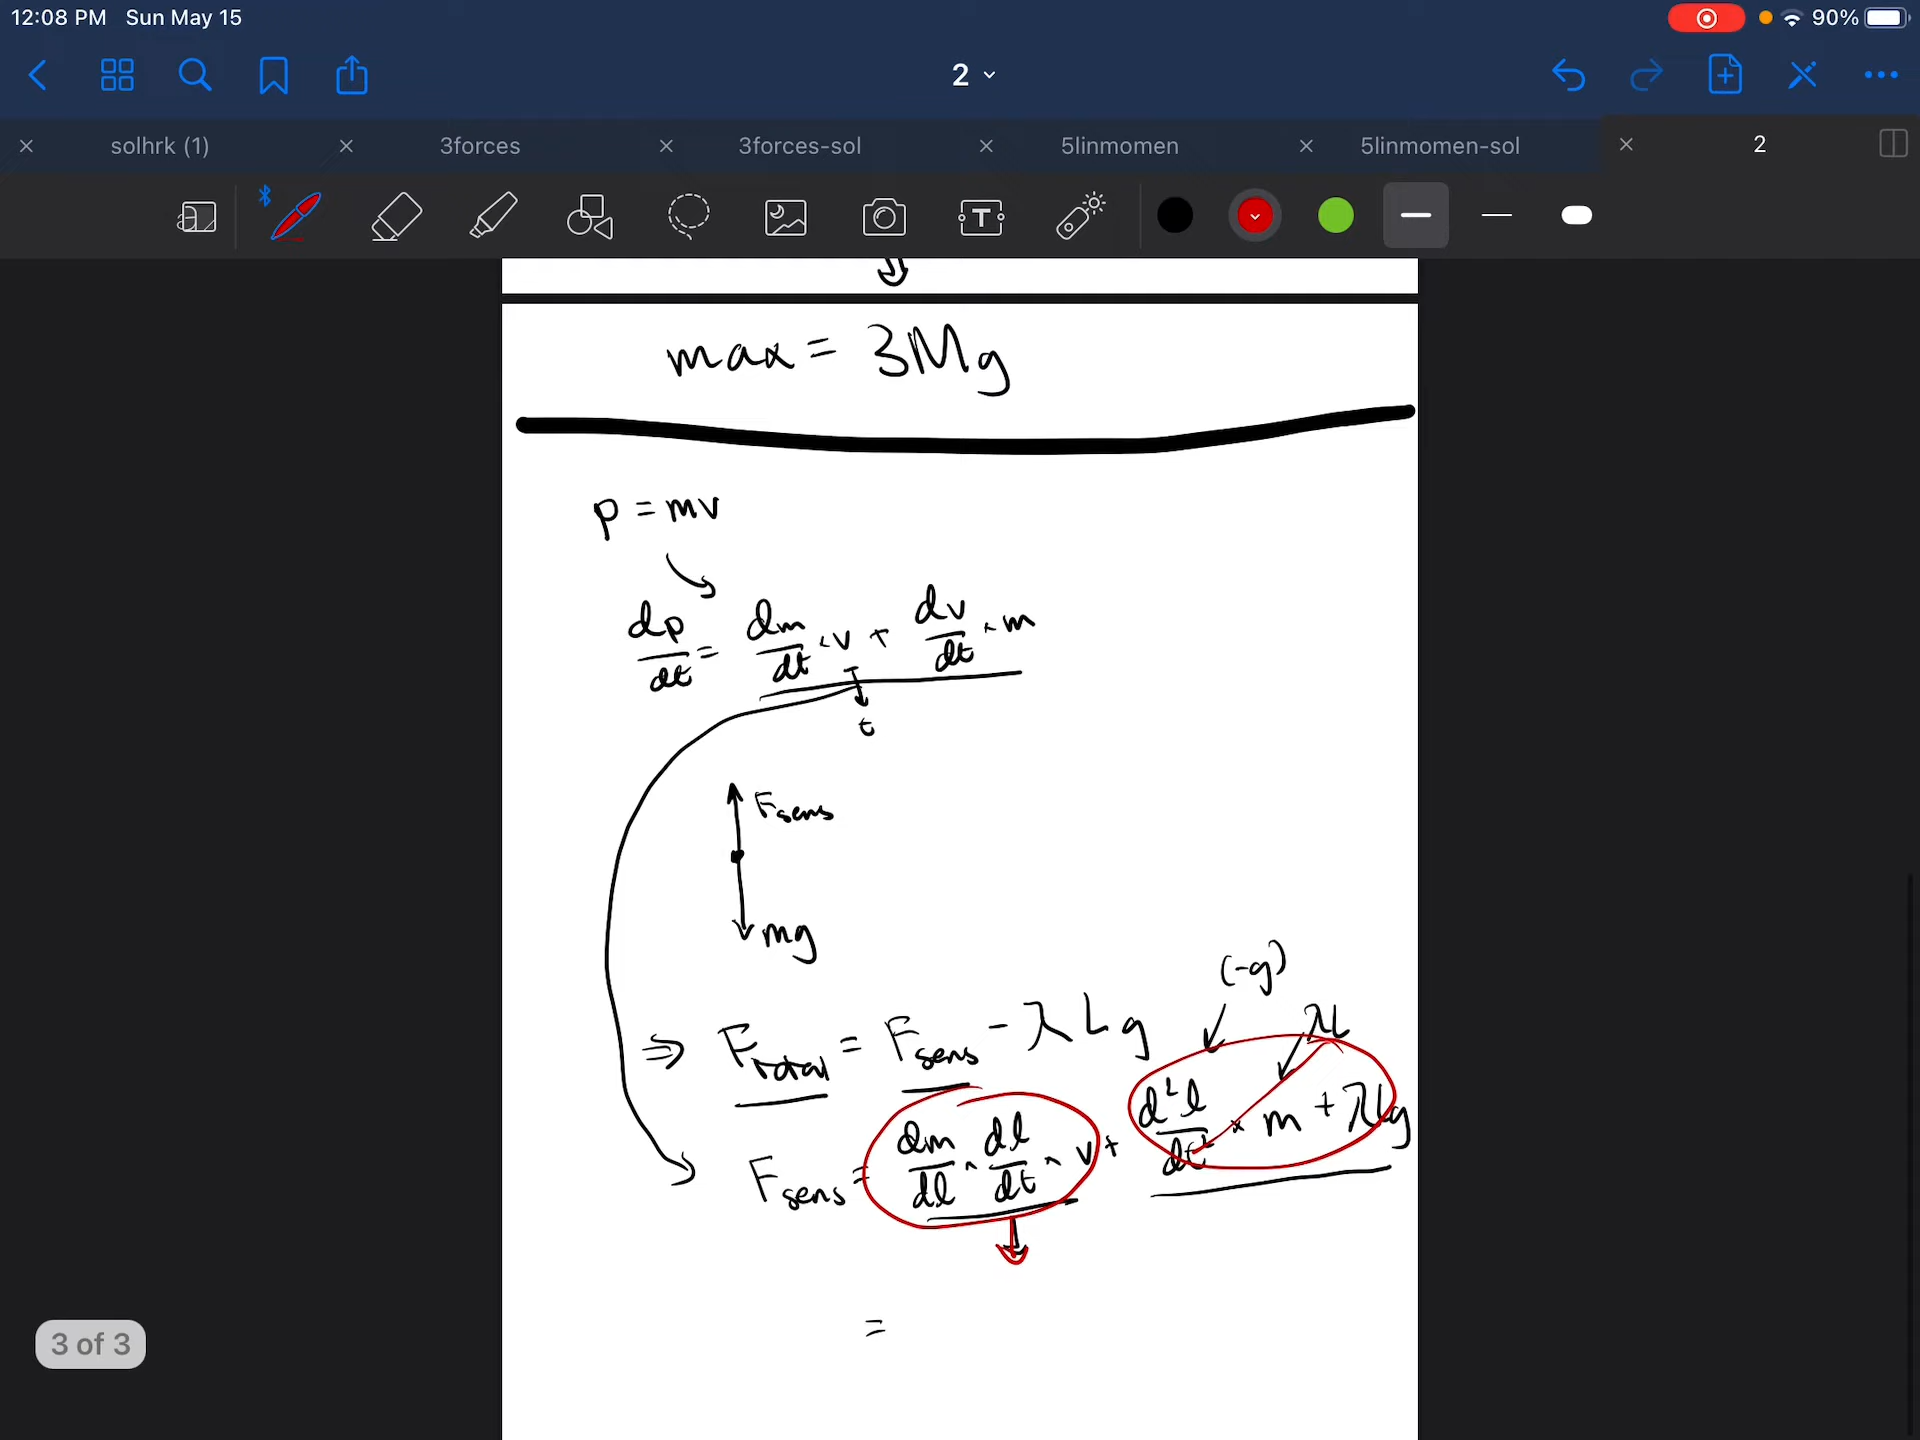 12:08 PM Sun May 15 90%
2
solhrk (1) 3forces 3forces-sol 5linmomen 5linmomen-sol 2
max = 3Mg
p = mv
dp/dt = dm/dt · v + dv/dt · m
t
Fsens
mg
(-g)
λL
⇒ Ftotal = Fsens - λLg
Fsens = dm/dl · dl/dt · v + d²l/dt² · m + λLg
=
3 of 3